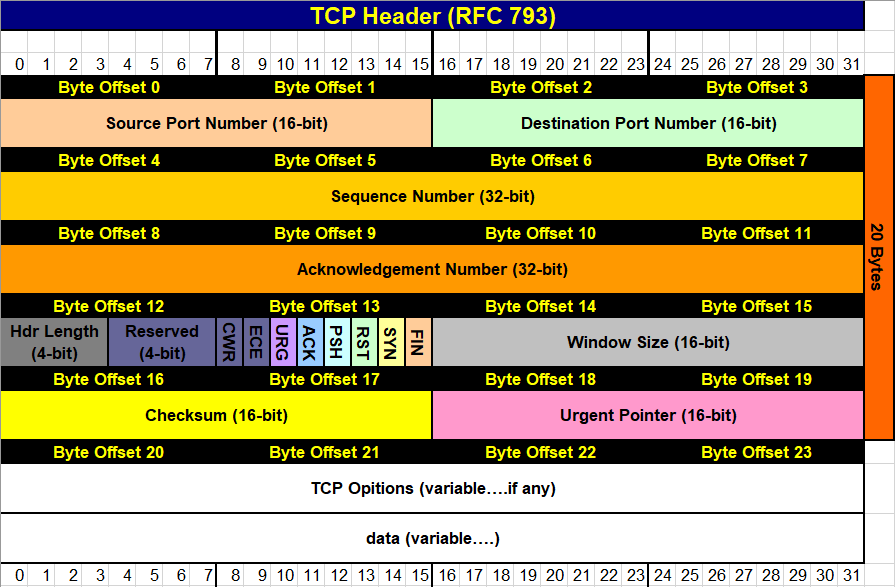 TCP Header (RFC 793)
0 1 2 3 4 5 6 7 8 9 10 11 12 13 14 15 16 17 18 19 20 21 22 23 24 25 26 27 28 29 30 31
Byte Offset 0 Byte Offset 1 Byte Offset 2 Byte Offset 3
Source Port Number (16-bit) Destination Port Number (16-bit)
Byte Offset 4 Byte Offset 5 Byte Offset 6 Byte Offset 7
Sequence Number (32-bit)
Byte Offset 8 Byte Offset 9 Byte Offset 10 Byte Offset 11
20 Bytes
Acknowledgement Number (32-bit)
Byte Offset 12 Byte Offset 13 Byte Offset 14 Byte Offset 15
Hdr Length
(4-bit)
Reserved
(4-bit)
CWR
ECE
URG
ACK
PSH
RST
SYN
FIN
Window Size (16-bit)
Byte Offset 16 Byte Offset 17 Byte Offset 18 Byte Offset 19
Checksum (16-bit) Urgent Pointer (16-bit)
Byte Offset 20 Byte Offset 21 Byte Offset 22 Byte Offset 23
TCP Opitions (variable….if any)
data (variable….)
0 1 2 3 4 5 6 7 8 9 10 11 12 13 14 15 16 17 18 19 20 21 22 23 24 25 26 27 28 29 30 31